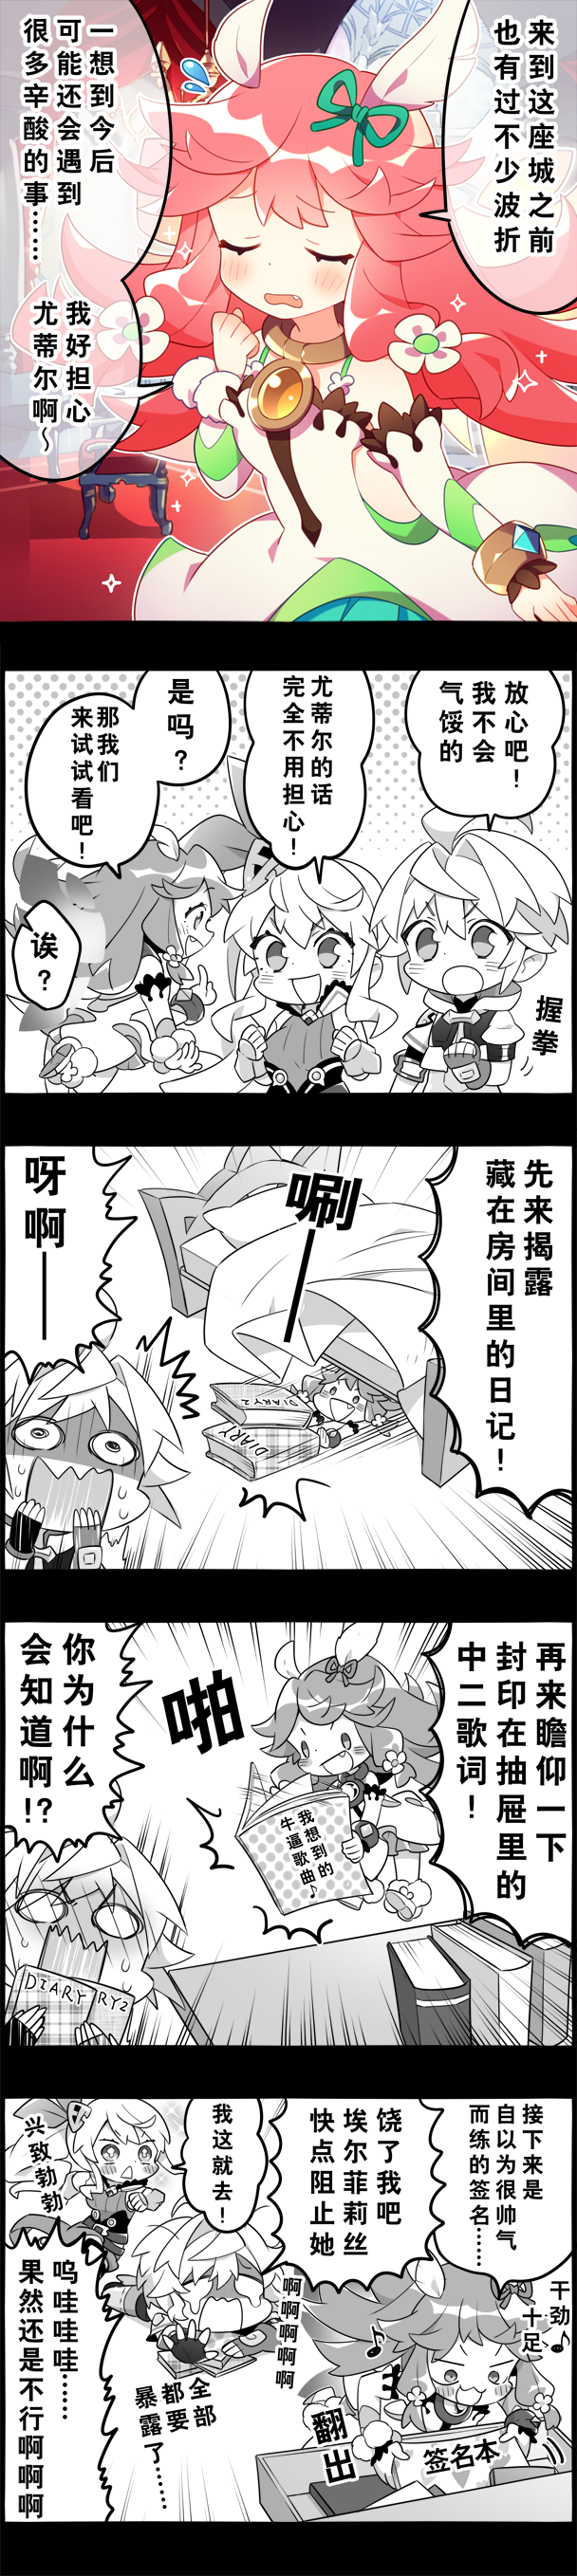 来到这座城之前
也有过不少波折
一想到今后
可能还会遇到
很多辛酸的事……
我好担心
尤蒂尔啊～
放心吧！
我不会
气馁的
握拳
尤蒂尔的话
完全不用担心！
是吗？
那我们
来试试看吧！
诶？
先来揭露
藏在房间里的日记！
唰——
DIARY2
DIARY
呀啊——
再来瞻仰一下
封印在抽屉里的
中二歌词！
啪
我想到的
牛逼歌曲♪
你为什么
会知道啊!?
DIARY
RY2
接下来是
自以为很帅气
而练的签名……
干劲
十足♪
♪
翻出
签名本
饶了我吧
埃尔菲莉丝
快点阻止她
啊啊啊啊啊
我这就去！
兴致勃勃
全部
都要
暴露了……
呜哇哇哇……
果然还是不行啊啊啊